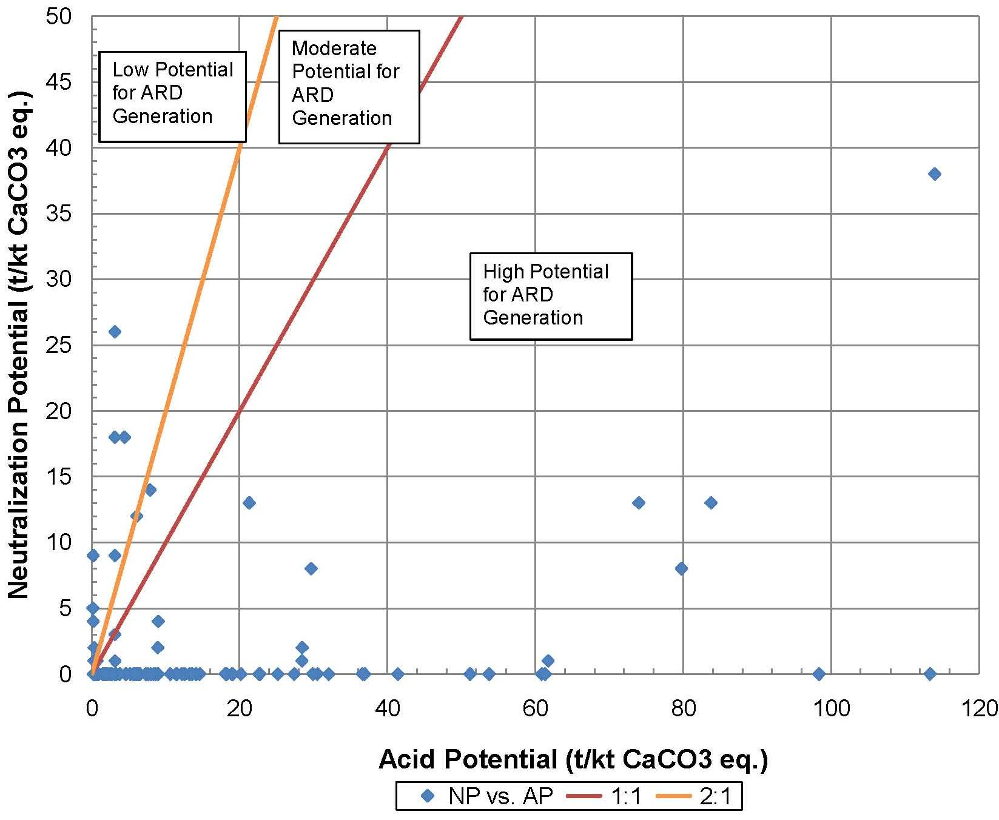 50
45
40
35
30
25
20
15
10
5
0
Neutralization Potential (t/kt CaCO3 eq.)
Low Potential
for ARD
Generation
Moderate
Potential for
ARD
Generation
High Potential
for ARD
Generation
0 20 40 60 80 100 120
Acid Potential (t/kt CaCO3 eq.)
NP vs. AP 1:1 2:1